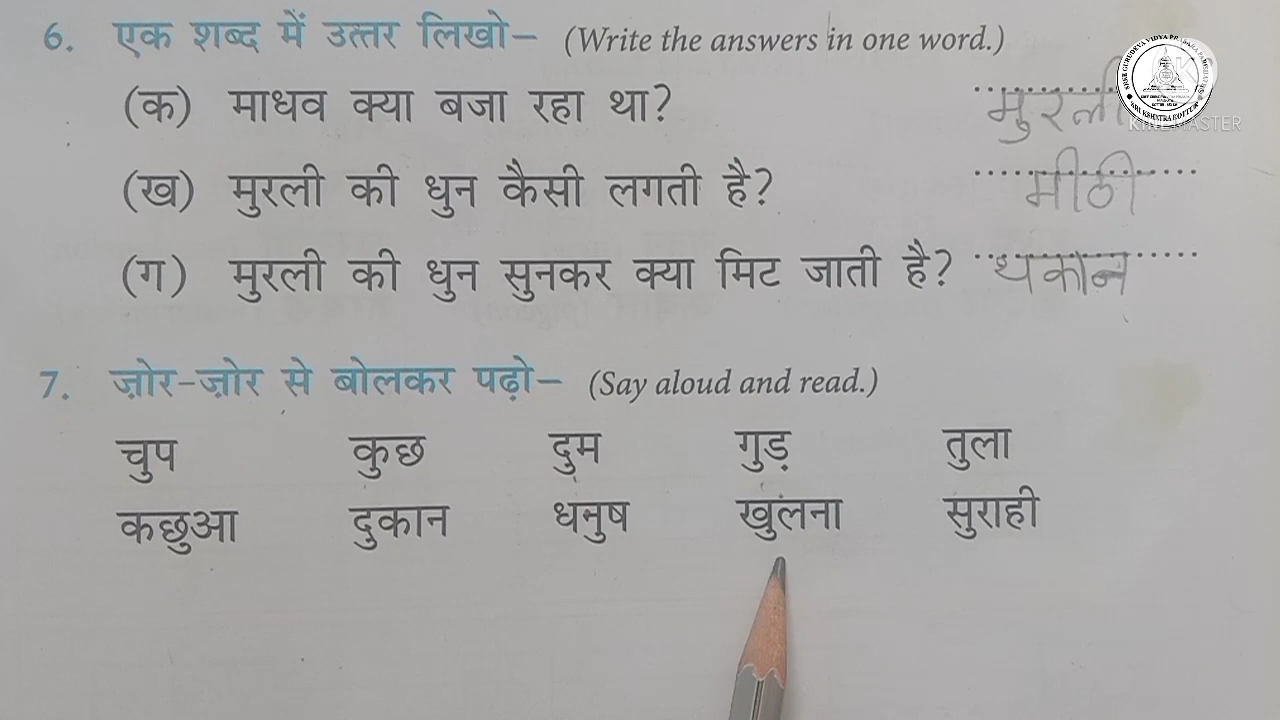 6. एक शब्द में उत्तर लिखो– (Write the answers in one word.)
(क) माधव क्या बजा रहा था? मुरली
(ख) मुरली की धुन कैसी लगती है? मीठी
(ग) मुरली की धुन सुनकर क्या मिट जाती है? थकान
7. ज़ोर-ज़ोर से बोलकर पढ़ो– (Say aloud and read.)
चुप कुछ दुम गुड़ तुला
कछुआ दुकान धनुष खुलना सुराही
KINEMASTER